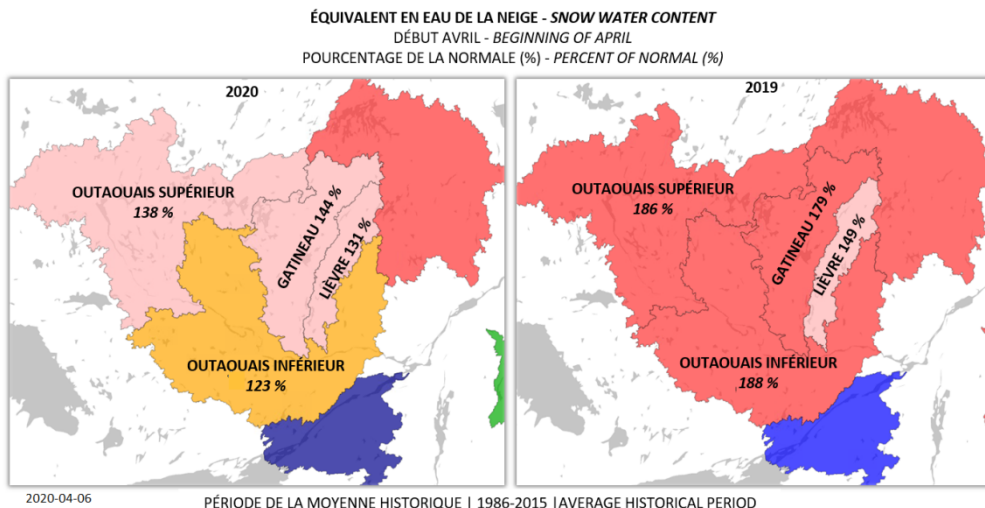 ÉQUIVALENT EN EAU DE LA NEIGE - SNOW WATER CONTENT
DÉBUT AVRIL - BEGINNING OF APRIL
POURCENTAGE DE LA NORMALE (%) - PERCENT OF NORMAL (%)
2020
OUTAOUAIS SUPÉRIEUR
138 %
GATINEAU 144 %
LIÈVRE 131 %
OUTAOUAIS INFÉRIEUR
123 %
2019
OUTAOUAIS SUPÉRIEUR
186 %
GATINEAU 179 %
LIÈVRE 149 %
OUTAOUAIS INFÉRIEUR
188 %
2020-04-06
PÉRIODE DE LA MOYENNE HISTORIQUE | 1986-2015 |AVERAGE HISTORICAL PERIOD